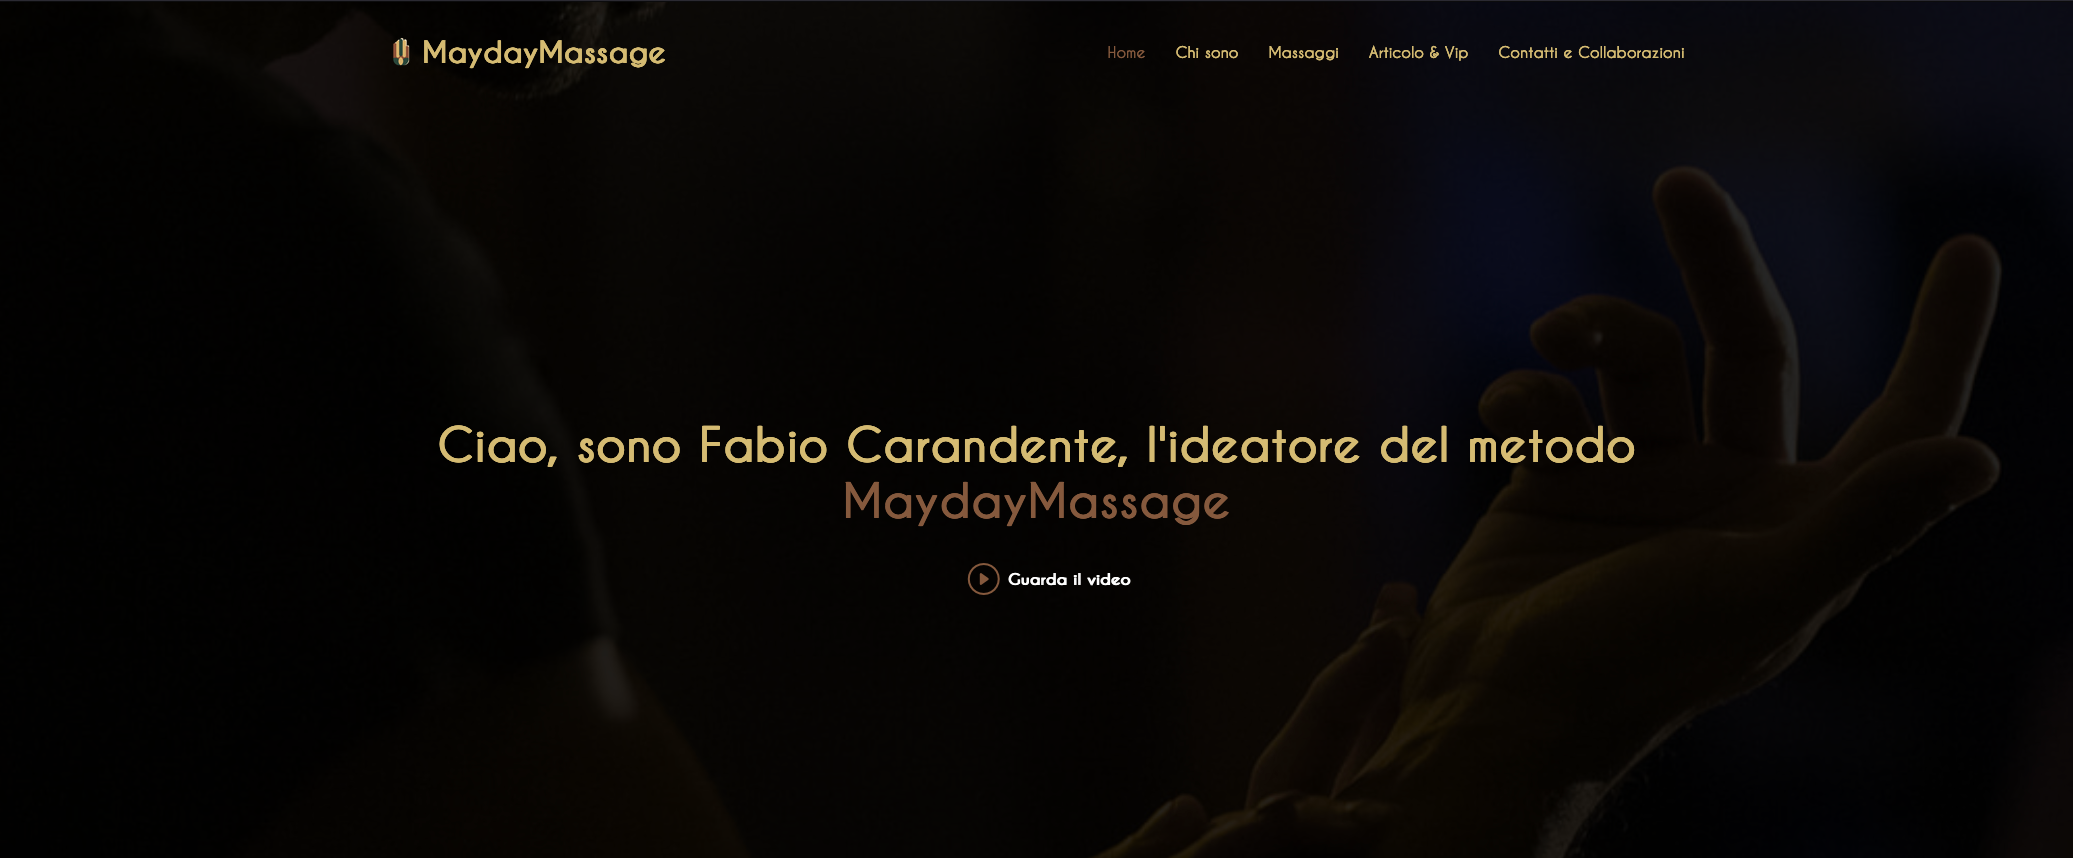 MaydayMassage
Home Chi sono Massaggi Articolo & Vip Contatti e Collaborazioni
Ciao, sono Fabio Carandente, l'ideatore del metodo
MaydayMassage
Guarda il video